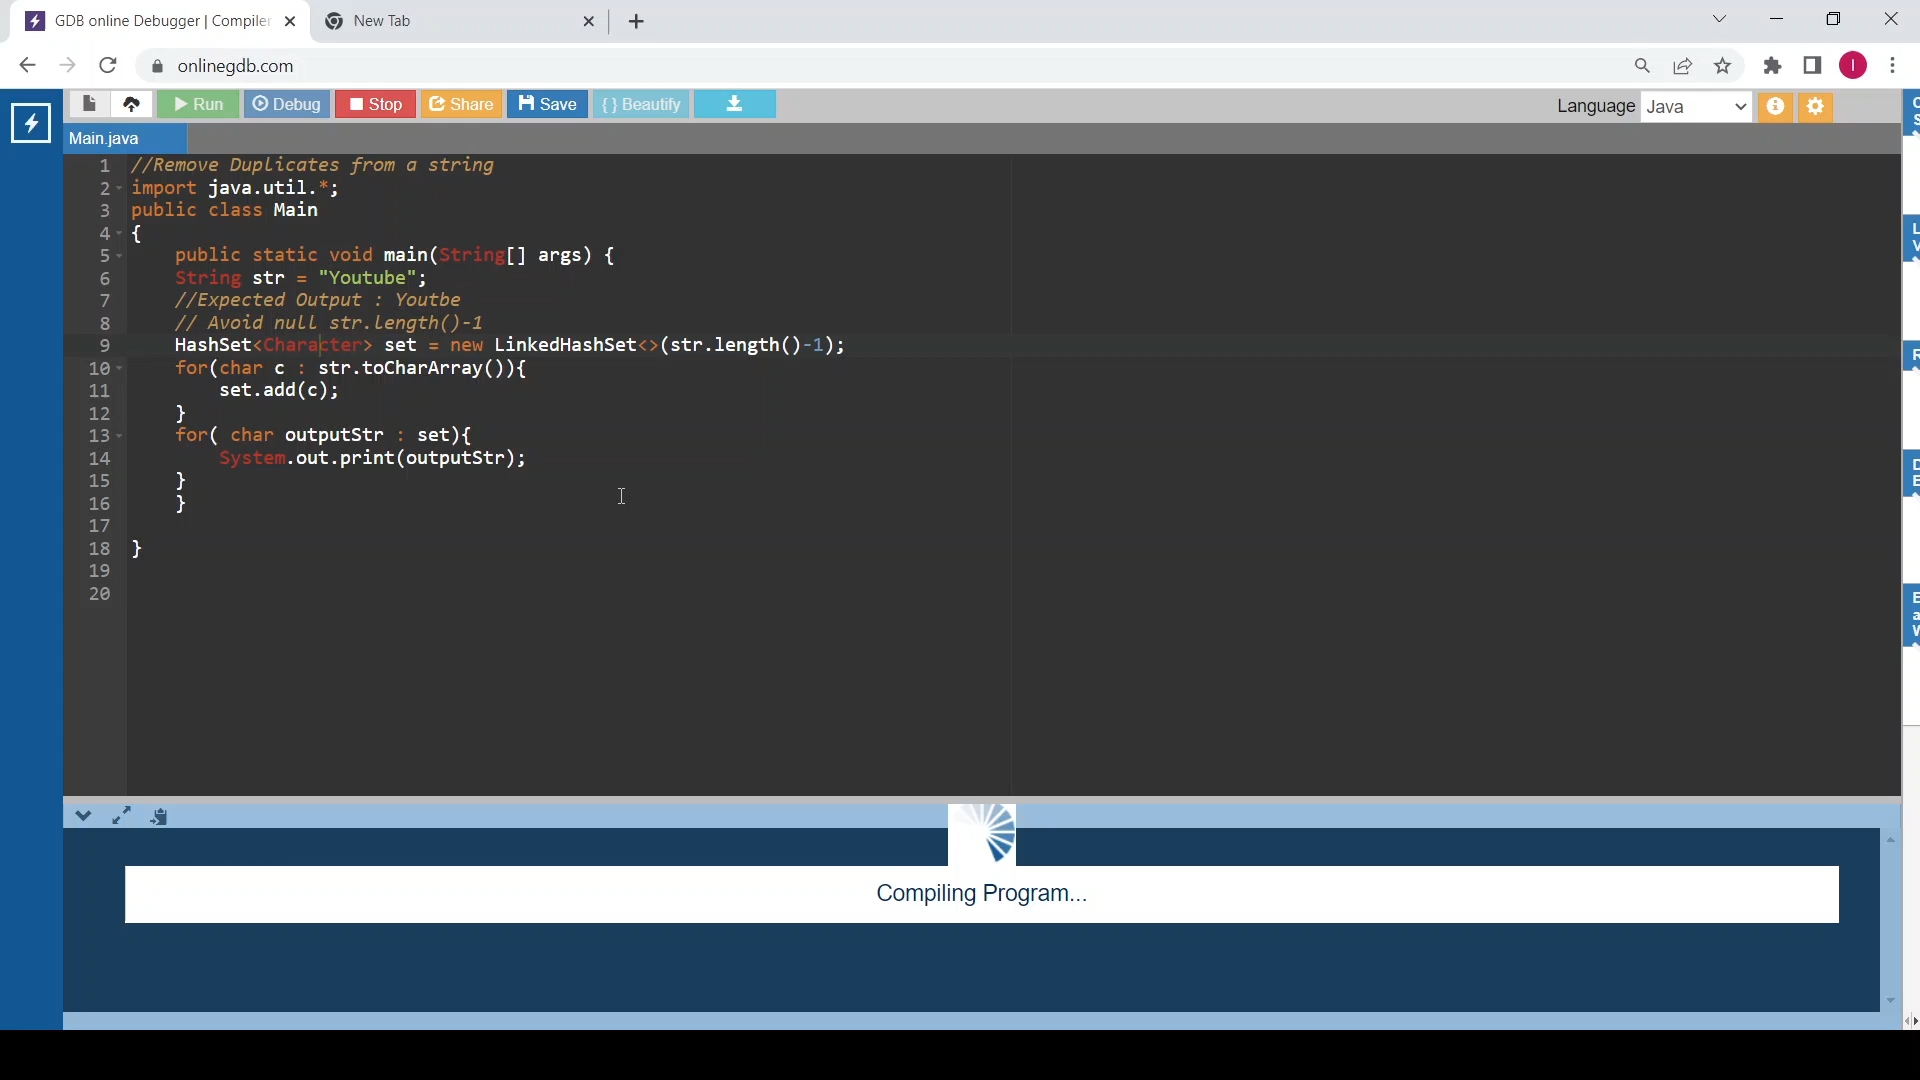 GDB online Debugger | Compiler
New Tab
onlinegdb.com
I
Run
Debug
Stop
Share
Save
{ } Beautify
Language
Java
Main.java
1 //Remove Duplicates from a string
2 import java.util.*;
3 public class Main
4 {
5 public static void main(String[] args) {
6 String str = "Youtube";
7 //Expected Output : Youtbe
8 // Avoid null str.length()-1
9 HashSet<Character> set = new LinkedHashSet<>(str.length()-1);
10 for(char c : str.toCharArray()){
11 set.add(c);
12 }
13 for( char outputStr : set){
14 System.out.print(outputStr);
15 }
16 }
17
18 }
19
20
Compiling Program...